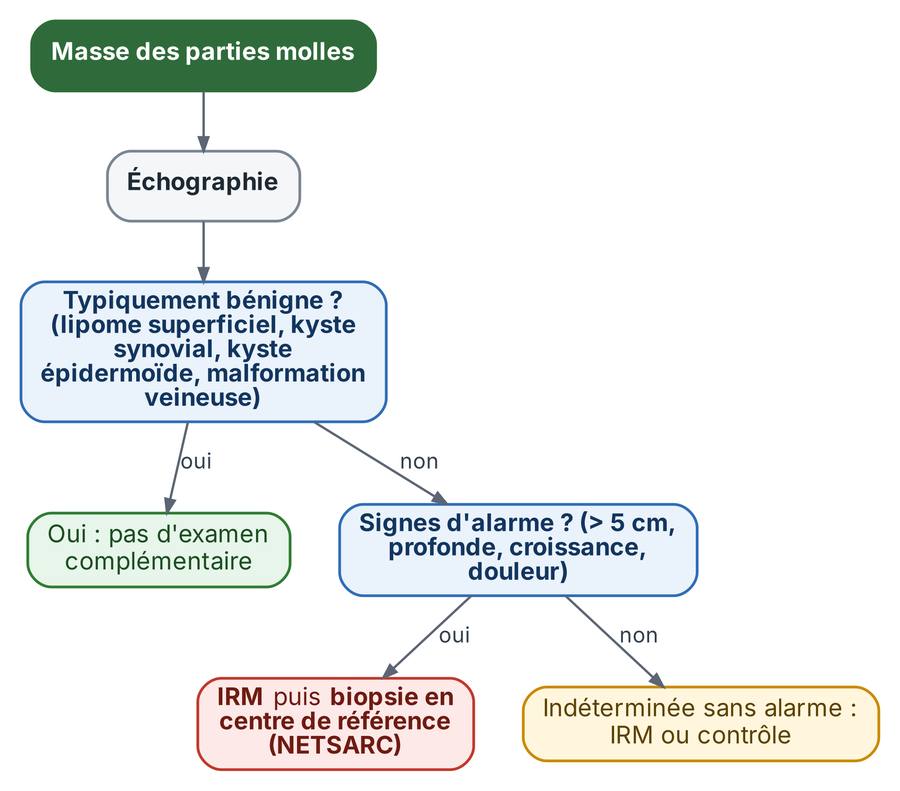 Masse des parties molles
Échographie
Typiquement bénigne ?
(lipome superficiel, kyste
synovial, kyste
épidermoïde, malformation
veineuse)
oui
non
Oui : pas d'examen
complémentaire
Signes d'alarme ? (> 5 cm,
profonde, croissance,
douleur)
oui
non
IRM puis biopsie en
centre de référence
(NETSARC)
Indéterminée sans alarme :
IRM ou contrôle